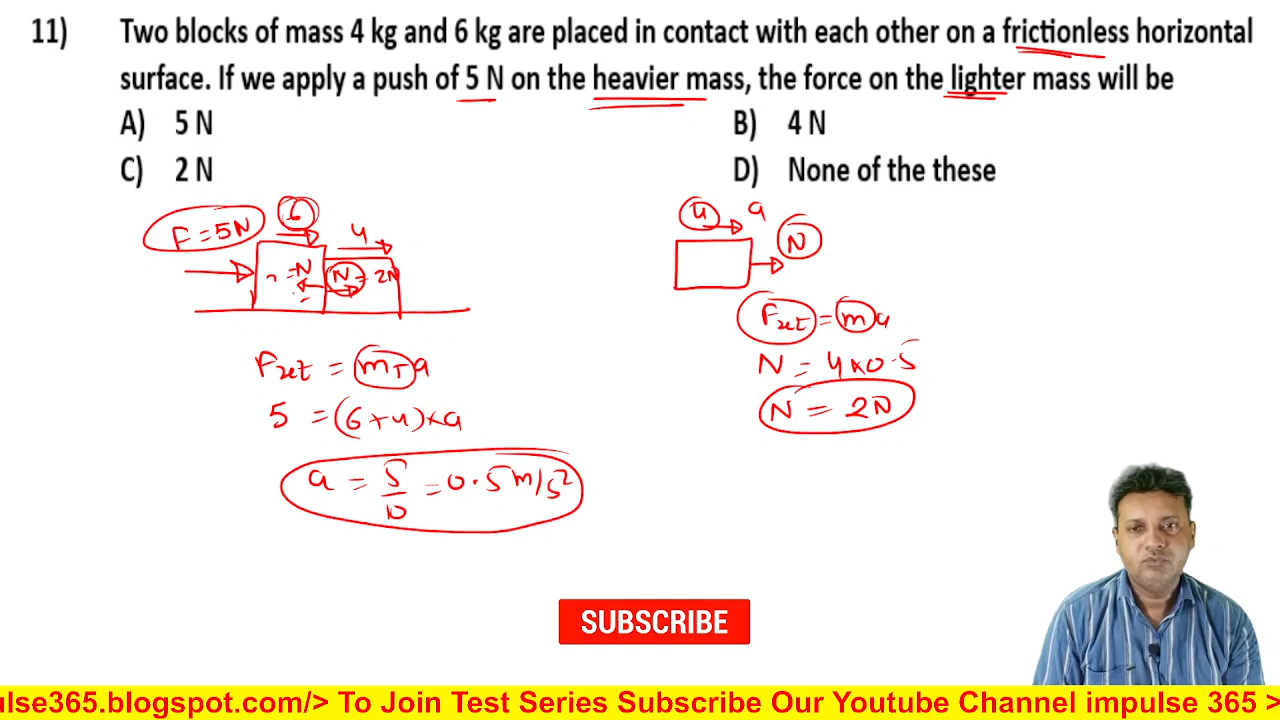 11) Two blocks of mass 4 kg and 6 kg are placed in contact with each other on a frictionless horizontal
surface. If we apply a push of 5 N on the heavier mass, the force on the lighter mass will be
A) 5 N B) 4 N
C) 2 N D) None of the these
F = 5N 6 4
N N = 2N
4 a
N
Fnet = mT a
5 = (6+4)×a
a = 5/10 = 0.5 m/s²
Fnet = ma
N = 4×0.5
N = 2N
SUBSCRIBE
ulse365.blogspot.com/> To Join Test Series Subscribe Our Youtube Channel impulse 365 >